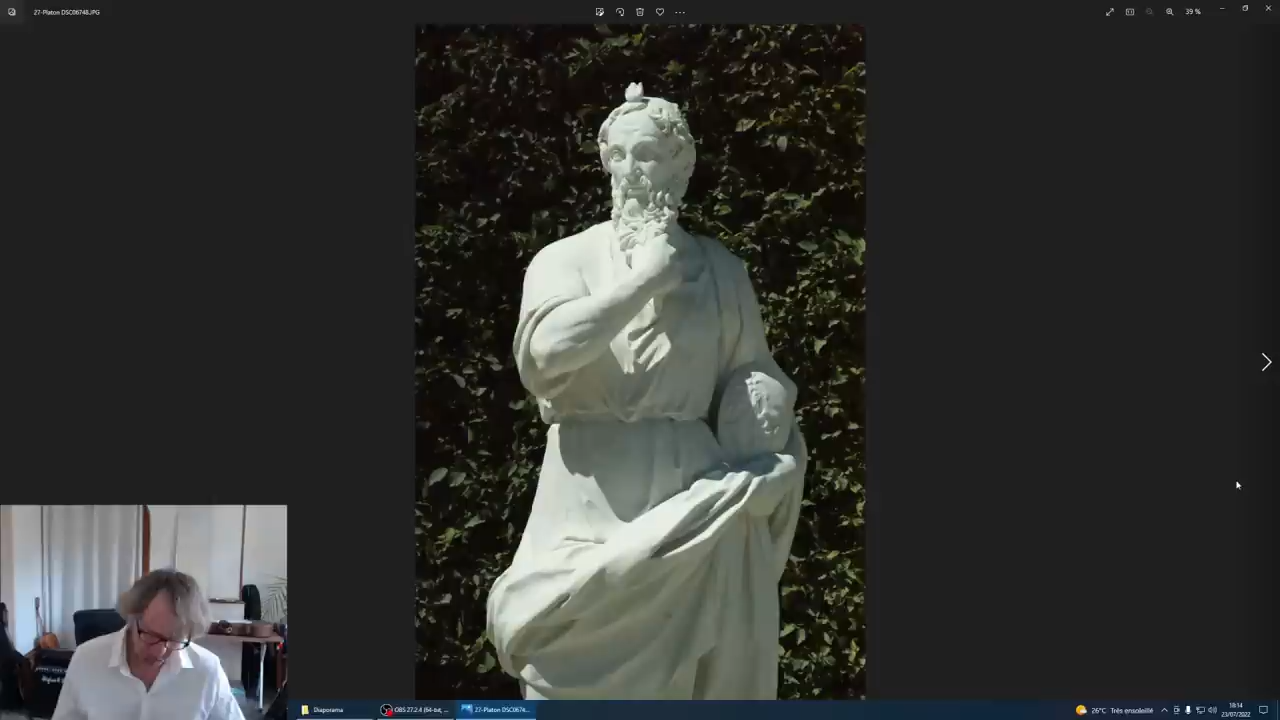 27-Platon DSC06748.JPG
39 %
Diaporama
OBS 27.2.4 (64-bit, ...
27-Platon DSC0674...
26°C Très ensoleillé
18:14
23/07/2022